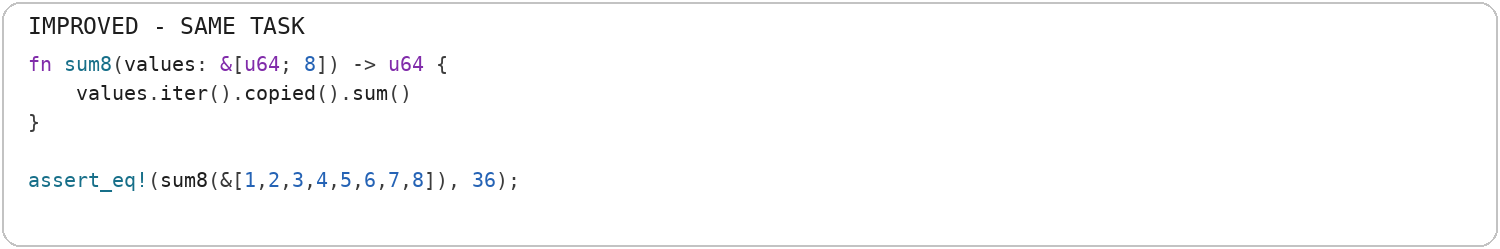 IMPROVED - SAME TASK
fn sum8(values: &[u64; 8]) -> u64 {
    values.iter().copied().sum()
}
assert_eq!(sum8(&[1,2,3,4,5,6,7,8]), 36);